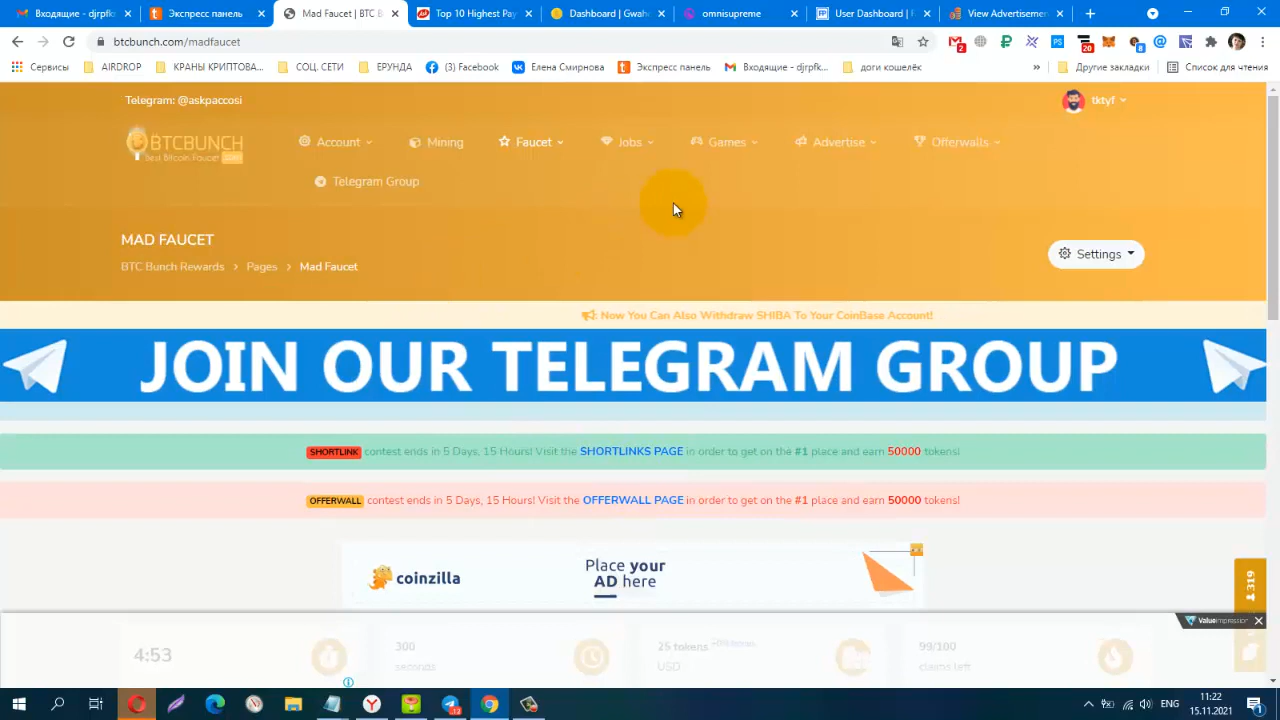 Входящие - djrpfk
Экспресс панель
Mad Faucet | BTC B
Top 10 Highest Pay
Dashboard | Gwah
omnisupreme
User Dashboard |
View Advertisemen
btcbunch.com/madfaucet
Сервисы
AIRDROP
КРАНЫ КРИПТОВА...
СОЦ. СЕТИ
ЕРУНДА
(3) Facebook
Елена Смирнова
Экспресс панель
Входящие - djrpfk...
доги кошелёк
»
Другие закладки
Список для чтения
Telegram: @askpaccosi
tktyf
BTCBUNCH
Best Bitcoin Faucet
Account
Mining
Faucet
Jobs
Games
Advertise
Offerwalls
Telegram Group
MAD FAUCET
BTC Bunch Rewards > Pages > Mad Faucet
Settings
: Now You Can Also Withdraw SHIBA To Your CoinBase Account!
JOIN OUR TELEGRAM GROUP
SHORTLINK contest ends in 5 Days, 15 Hours! Visit the SHORTLINKS PAGE in order to get on the #1 place and earn 50000 tokens!
OFFERWALL contest ends in 5 Days, 15 Hours! Visit the OFFERWALL PAGE in order to get on the #1 place and earn 50000 tokens!
coinzilla
Place your
AD here
319
Valueimpression
4:53
300
seconds
25 tokens
USD
99/100
claims left
11:22
ENG
15.11.2021